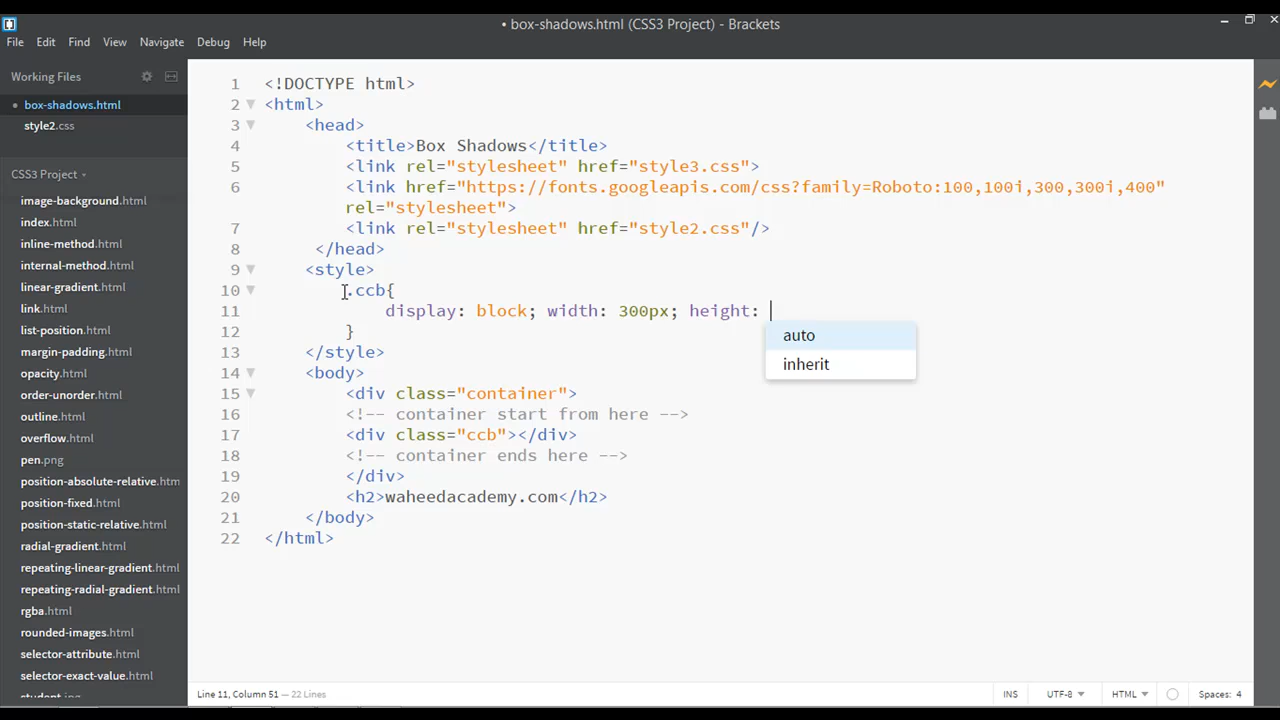 • box-shadows.html (CSS3 Project) - Brackets
File Edit Find View Navigate Debug Help
Working Files
• box-shadows.html
style2.css
CSS3 Project
image-background.html
index.html
inline-method.html
internal-method.html
linear-gradient.html
link.html
list-position.html
margin-padding.html
opacity.html
order-unorder.html
outline.html
overflow.html
pen.png
position-absolute-relative.htm
position-fixed.html
position-static-relative.html
radial-gradient.html
repeating-linear-gradient.html
repeating-radial-gradient.html
rgba.html
rounded-images.html
selector-attribute.html
selector-exact-value.html
1 <!DOCTYPE html>
2 <html>
3 <head>
4 <title>Box Shadows</title>
5 <link rel="stylesheet" href="style3.css">
6 <link href="https://fonts.googleapis.com/css?family=Roboto:100,100i,300,300i,400"
rel="stylesheet">
7 <link rel="stylesheet" href="style2.css"/>
8 </head>
9 <style>
10 .ccb{
11 display: block; width: 300px; height:
auto
inherit
12 }
13 </style>
14 <body>
15 <div class="container">
16 <!-- container start from here -->
17 <div class="ccb"></div>
18 <!-- container ends here -->
19 </div>
20 <h2>waheedacademy.com</h2>
21 </body>
22 </html>
Line 11, Column 51 — 22 Lines
INS UTF-8 HTML Spaces: 4